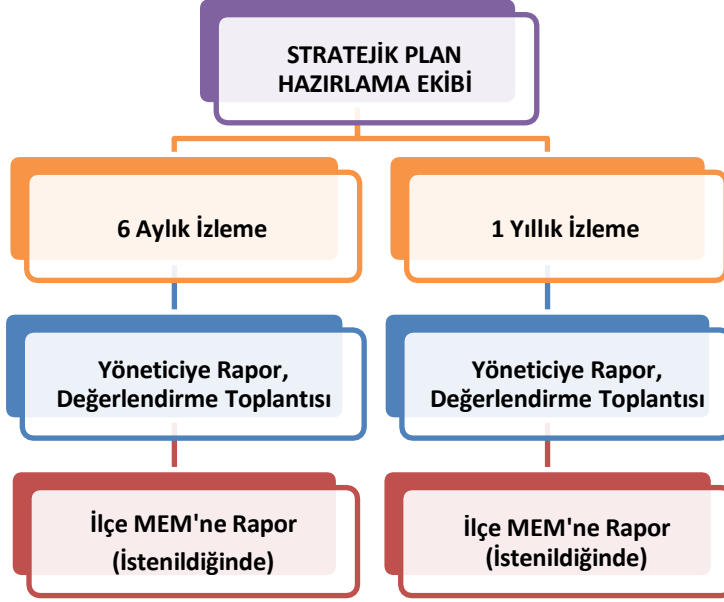 STRATEJİK PLAN
HAZIRLAMA EKİBİ
6 Aylık İzleme
1 Yıllık İzleme
Yöneticiye Rapor,
Değerlendirme Toplantısı
Yöneticiye Rapor,
Değerlendirme Toplantısı
İlçe MEM'ne Rapor
(İstenildiğinde)
İlçe MEM'ne Rapor
(İstenildiğinde)